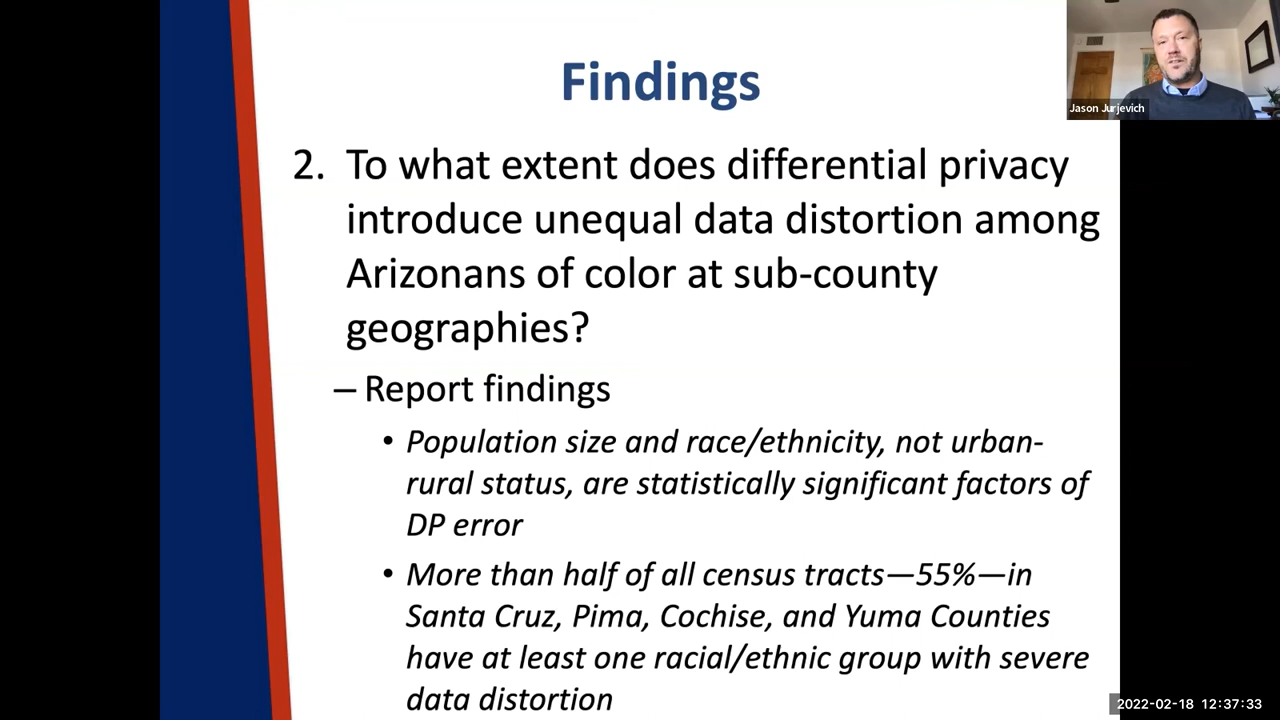 Findings
2. To what extent does differential privacy
introduce unequal data distortion among
Arizonans of color at sub-county
geographies?
– Report findings
• Population size and race/ethnicity, not urban-
rural status, are statistically significant factors of
DP error
• More than half of all census tracts—55%—in
Santa Cruz, Pima, Cochise, and Yuma Counties
have at least one racial/ethnic group with severe
data distortion
Jason Jurjevich
2022-02-18 12:37:33